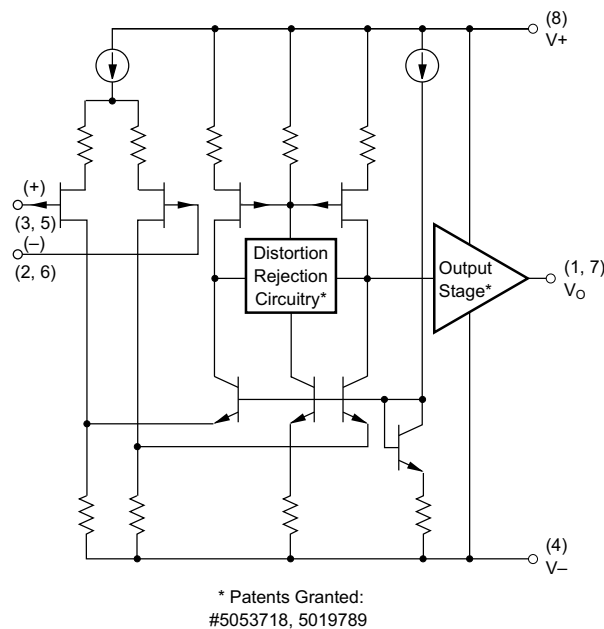 (8)
V+
(+)
(3, 5)
(–)
(2, 6)
Distortion
Rejection
Circuitry*
Output
Stage*
(1, 7)
VO
(4)
V–
* Patents Granted:
#5053718, 5019789